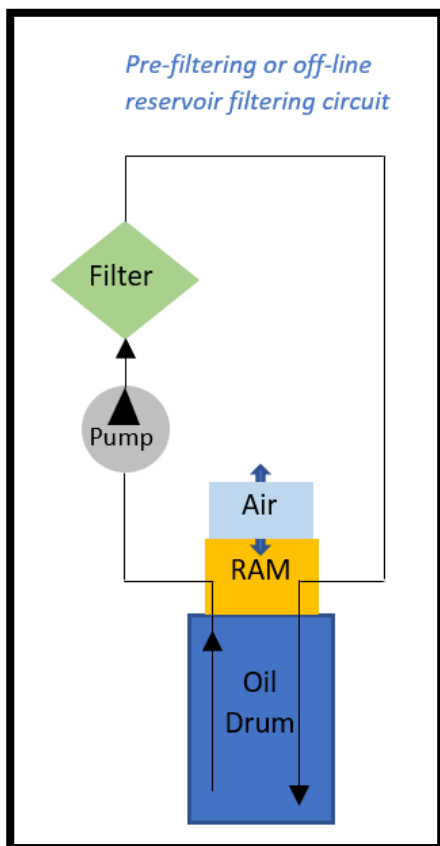 Pre-filtering or off-line
reservoir filtering circuit
Filter
Pump
Air
RAM
Oil
Drum